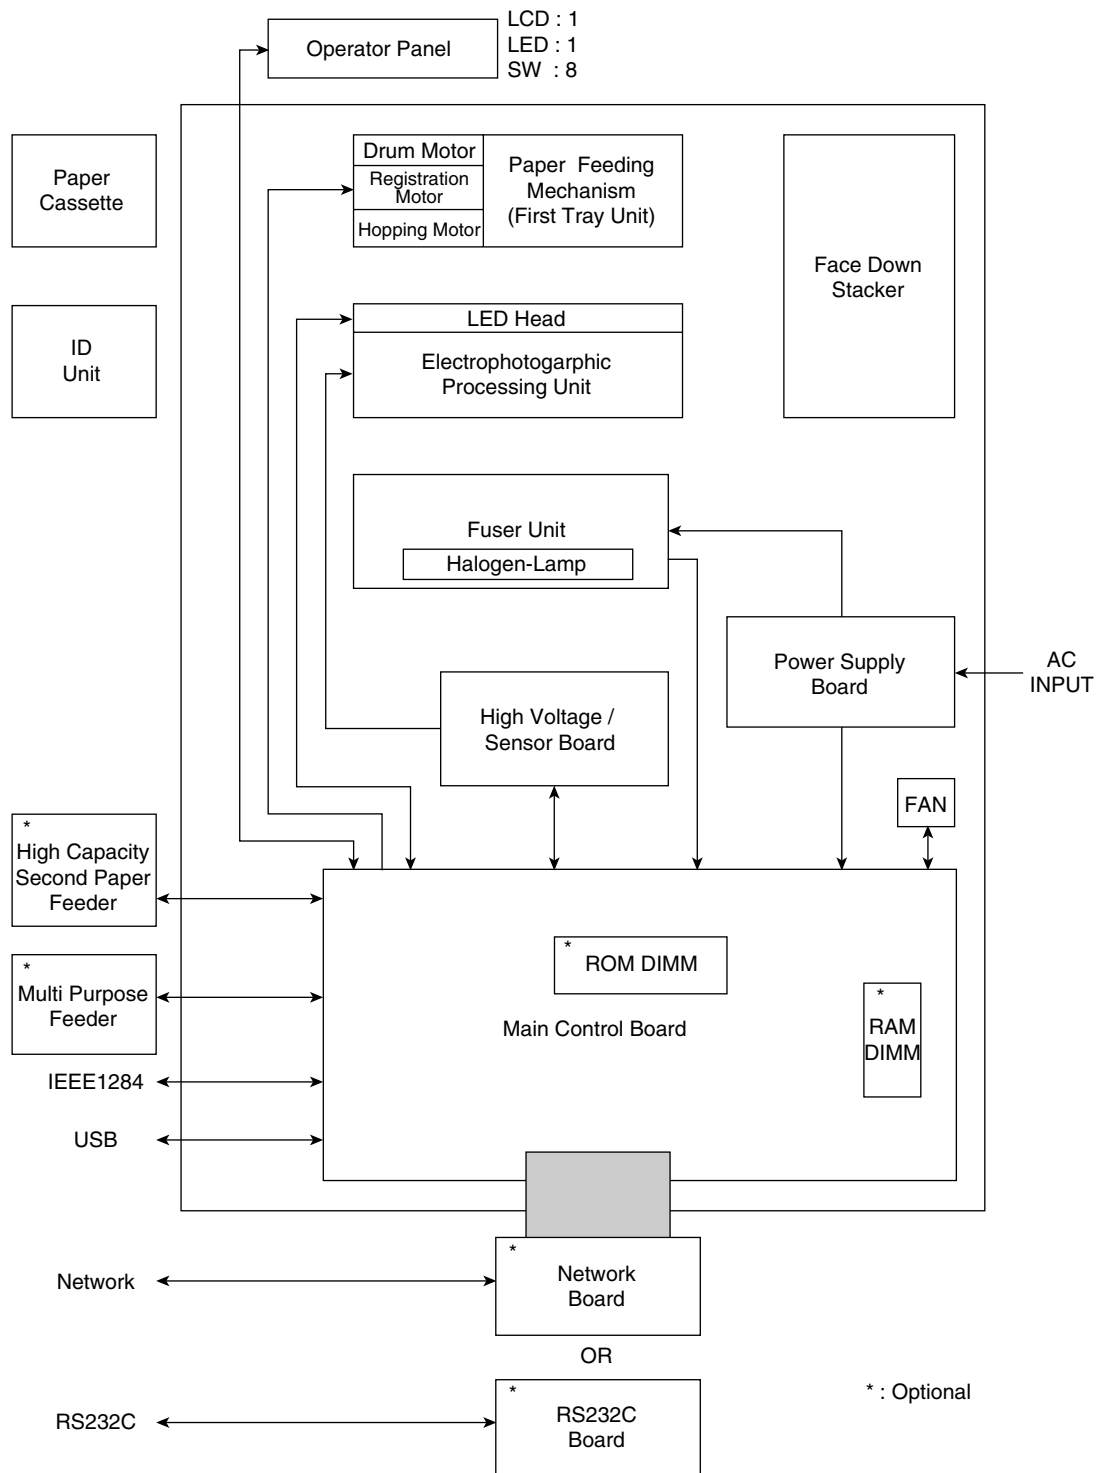 LCD : 1
LED : 1
SW : 8
Operator Panel
Paper
Cassette
Drum Motor
Registration
Motor
Hopping Motor
Paper Feeding
Mechanism
(First Tray Unit)
Face Down
Stacker
ID
Unit
LED Head
Electrophotogarphic
Processing Unit
Fuser Unit
Halogen-Lamp
Power Supply
Board
AC
INPUT
High Voltage /
Sensor Board
FAN
*
High Capacity
Second Paper
Feeder
*
ROM DIMM
*
Multi Purpose
Feeder
*
RAM
DIMM
Main Control Board
IEEE1284
USB
*
Network
Board
Network
OR
* : Optional
*
RS232C
Board
RS232C